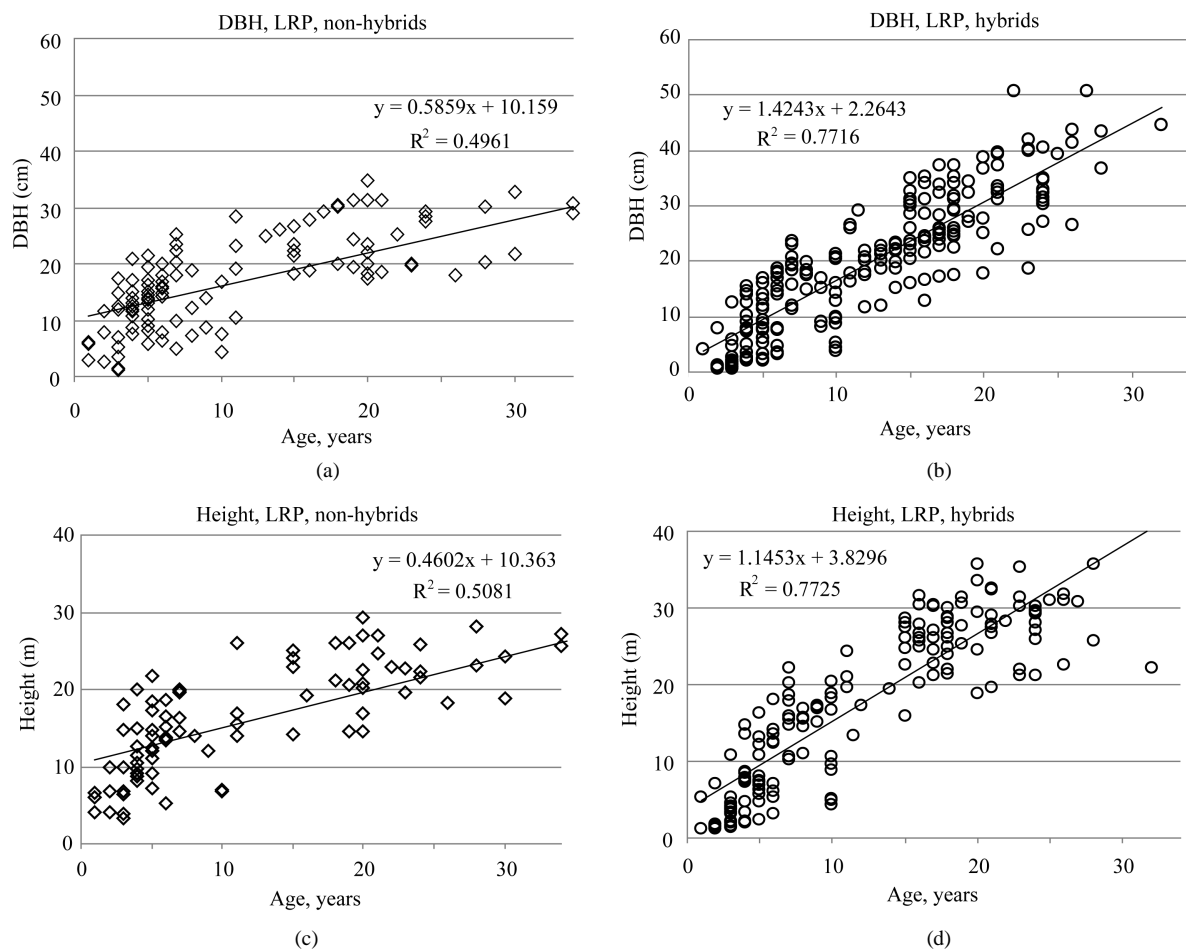 DBH, LRP, non-hybrids
60
50
40
30
20
10
0
DBH (cm)
y = 0.5859x + 10.159
R² = 0.4961
0 10 20 30
Age, years
(a)
DBH, LRP, hybrids
60
50
40
30
20
10
0
DBH (cm)
y = 1.4243x + 2.2643
R² = 0.7716
0 10 20 30
Age, years
(b)
Height, LRP, non-hybrids
40
30
20
10
0
Height (m)
y = 0.4602x + 10.363
R² = 0.5081
0 10 20 30
Age, years
(c)
Height, LRP, hybrids
40
30
20
10
0
Height (m)
y = 1.1453x + 3.8296
R² = 0.7725
0 10 20 30
Age, years
(d)